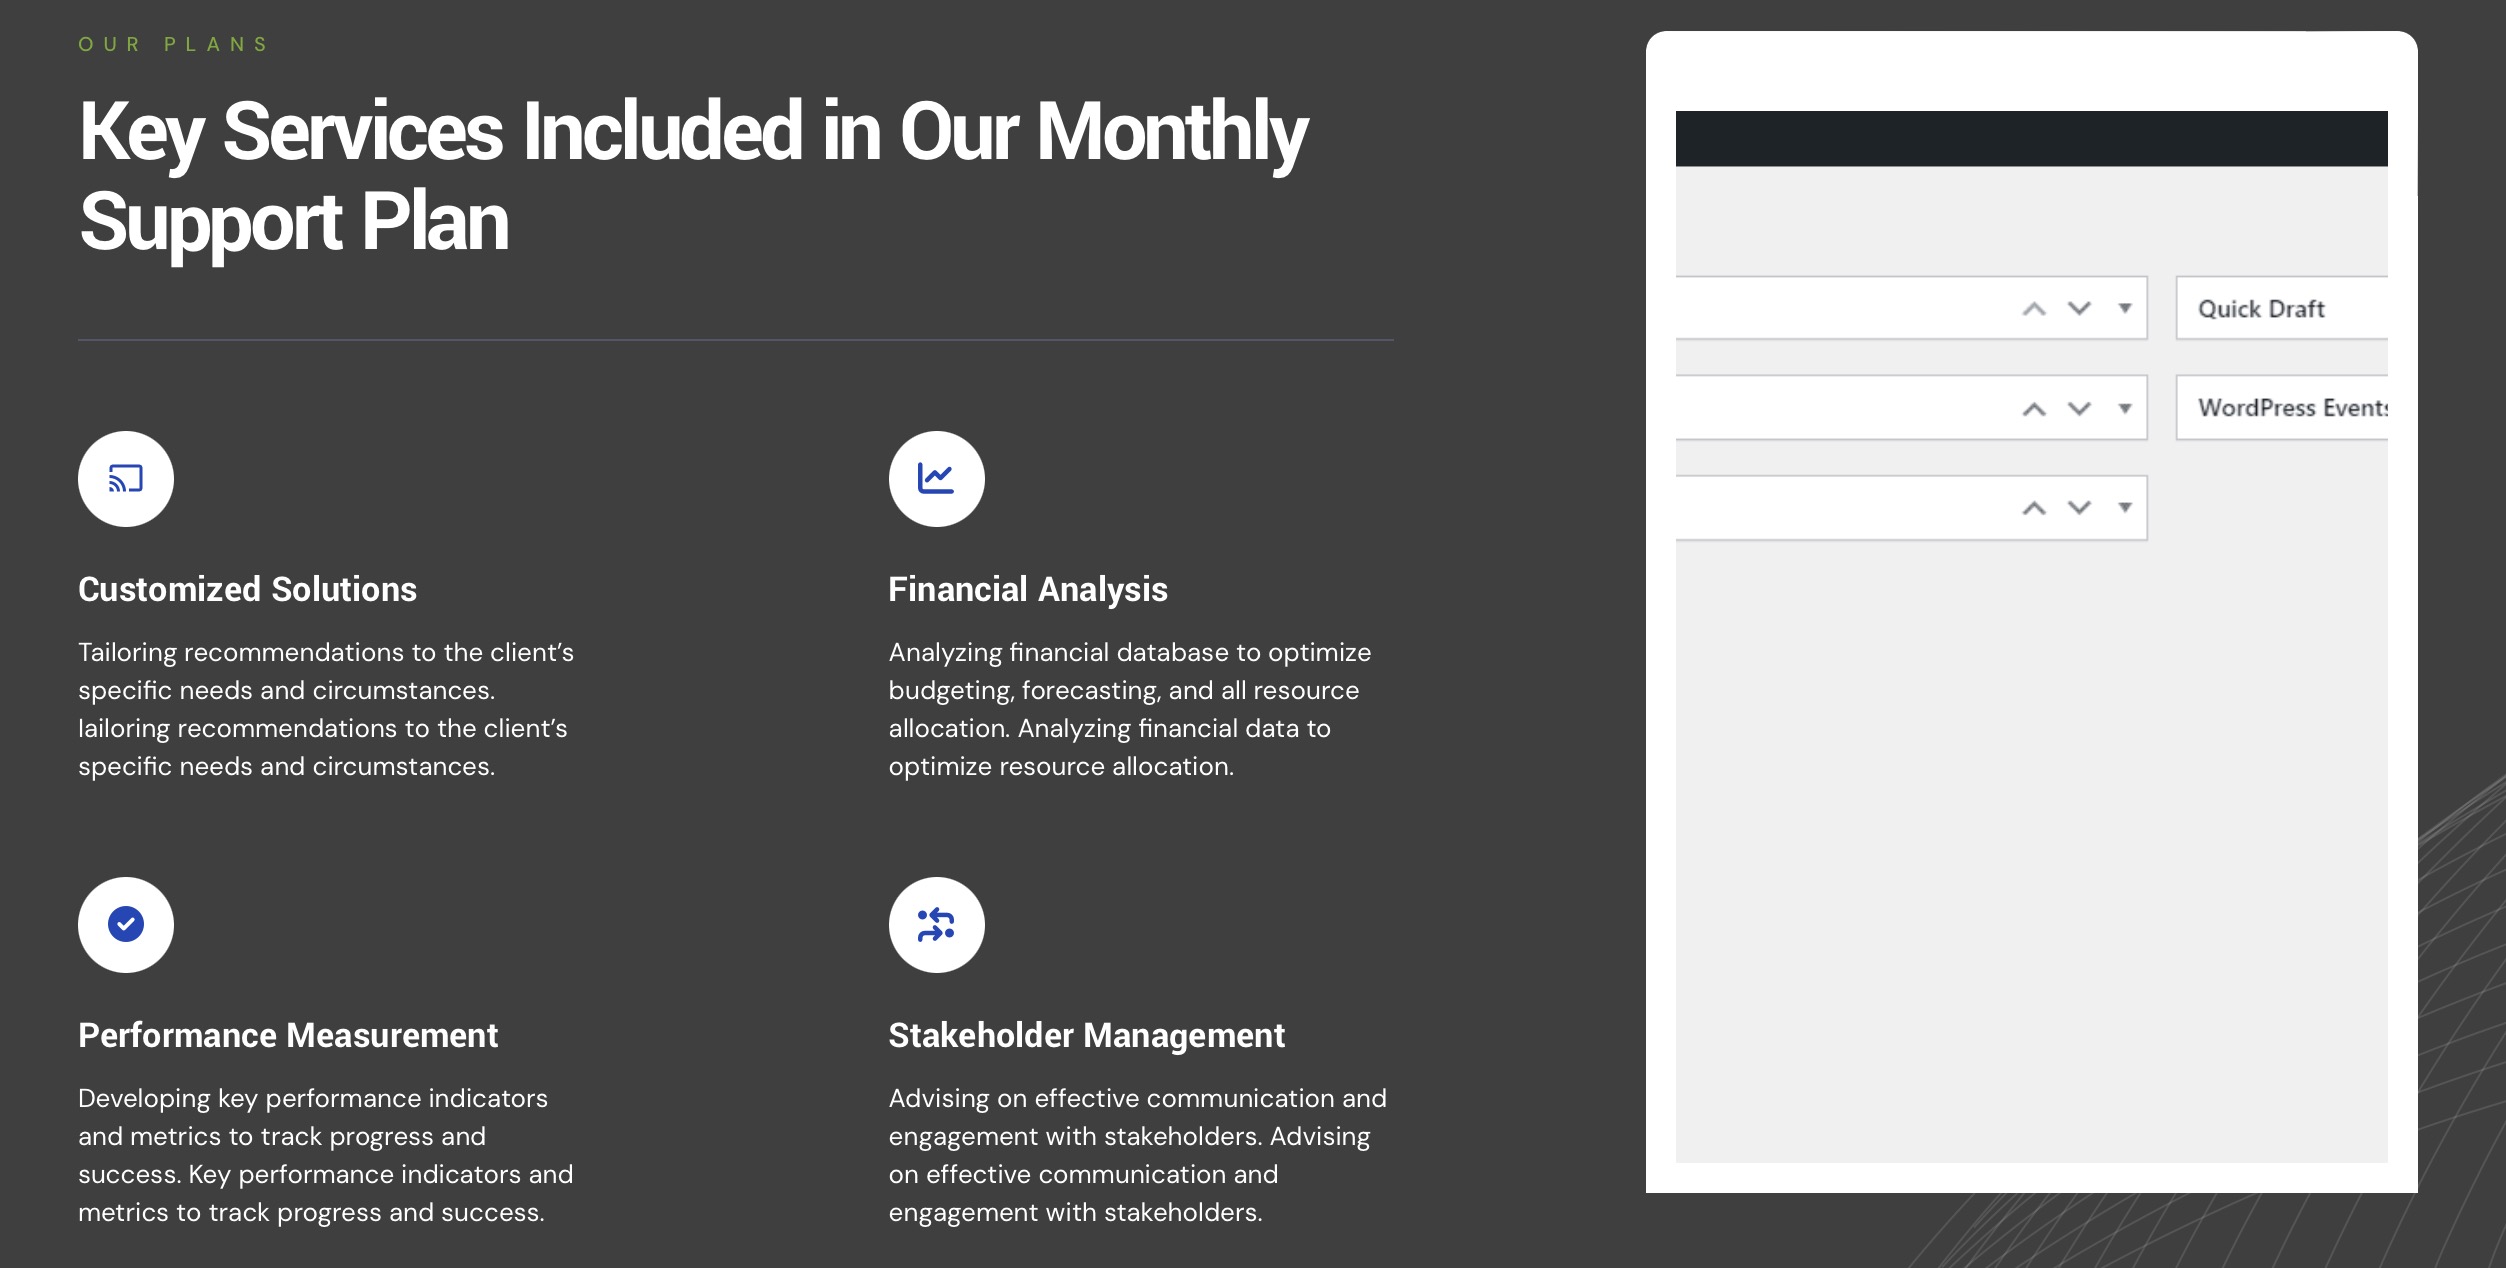 OUR PLANS
Key Services Included in Our Monthly
Support Plan
Customized Solutions
Tailoring recommendations to the client’s
specific needs and circumstances.
lailoring recommendations to the client’s
specific needs and circumstances.
Financial Analysis
Analyzing financial database to optimize
budgeting, forecasting, and all resource
allocation. Analyzing financial data to
optimize resource allocation.
Performance Measurement
Developing key performance indicators
and metrics to track progress and
success. Key performance indicators and
metrics to track progress and success.
Stakeholder Management
Advising on effective communication and
engagement with stakeholders. Advising
on effective communication and
engagement with stakeholders.
Quick Draft
WordPress Events